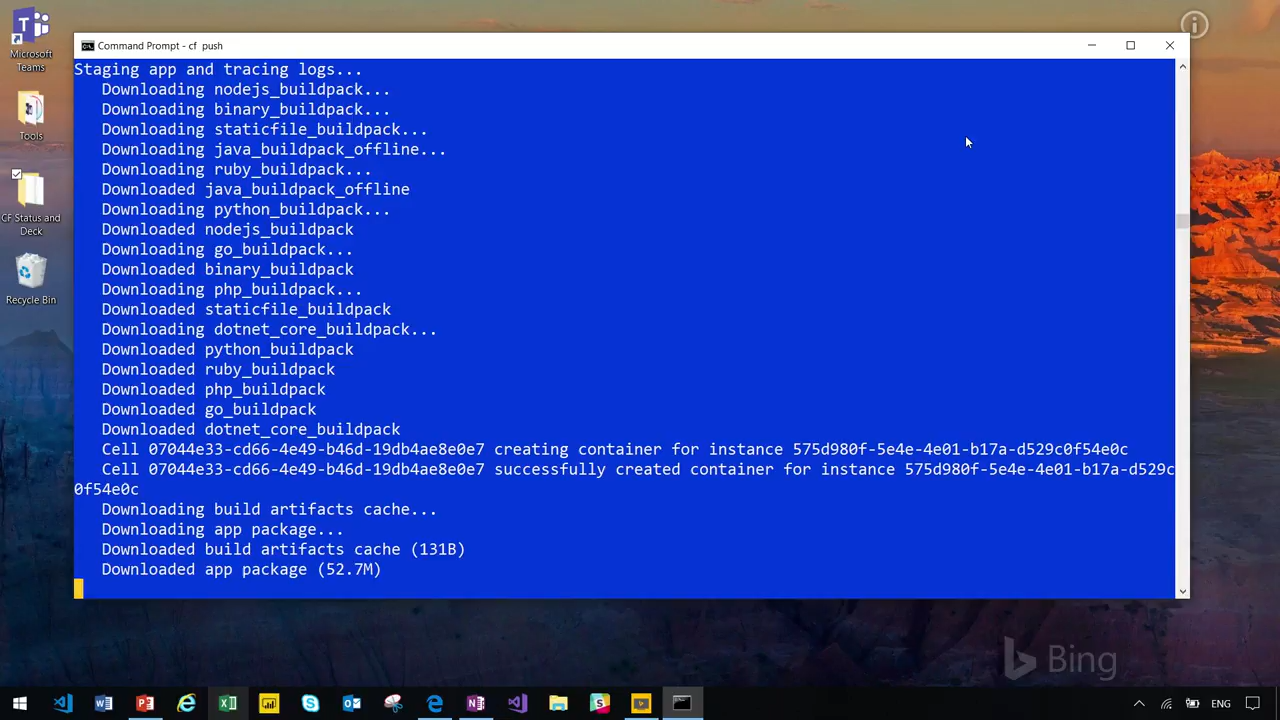 Microsoft
Teams
Tools
CF Status and
Deck
Recycle Bin
Command Prompt - cf push
Staging app and tracing logs...
Downloading nodejs_buildpack...
Downloading binary_buildpack...
Downloading staticfile_buildpack...
Downloading java_buildpack_offline...
Downloading ruby_buildpack...
Downloaded java_buildpack_offline
Downloading python_buildpack...
Downloaded nodejs_buildpack
Downloading go_buildpack...
Downloaded binary_buildpack
Downloading php_buildpack...
Downloaded staticfile_buildpack
Downloading dotnet_core_buildpack...
Downloaded python_buildpack
Downloaded ruby_buildpack
Downloaded php_buildpack
Downloaded go_buildpack
Downloaded dotnet_core_buildpack
Cell 07044e33-cd66-4e49-b46d-19db4ae8e0e7 creating container for instance 575d980f-5e4e-4e01-b17a-d529c0f54e0c
Cell 07044e33-cd66-4e49-b46d-19db4ae8e0e7 successfully created container for instance 575d980f-5e4e-4e01-b17a-d529c
0f54e0c
Downloading build artifacts cache...
Downloading app package...
Downloaded build artifacts cache (131B)
Downloaded app package (52.7M)
Bing
ENG